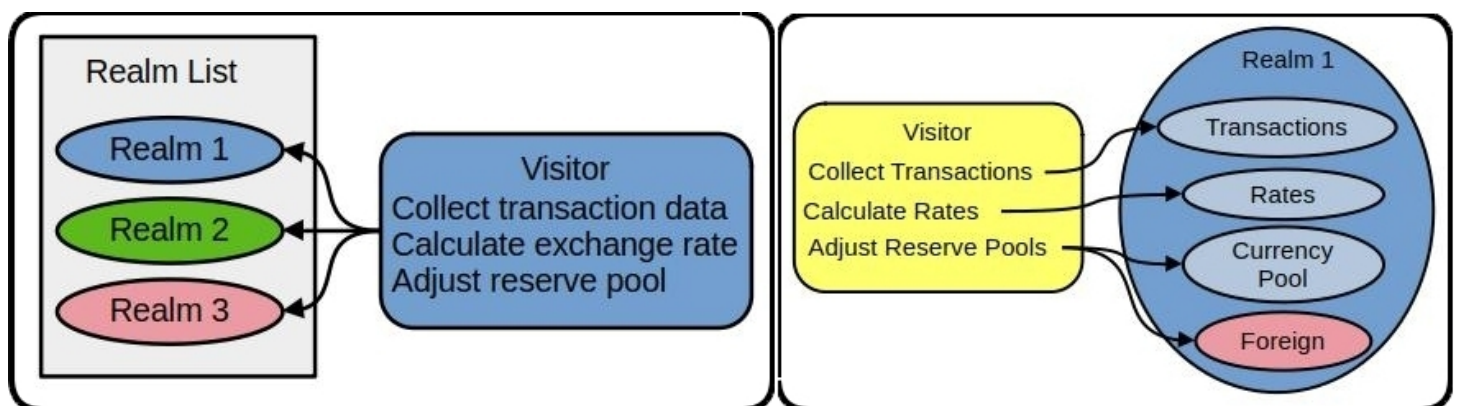 Realm List
Realm 1
Realm 2
Realm 3
Visitor
Collect transaction data
Calculate exchange rate
Adjust reserve pool
Visitor
Collect Transactions
Calculate Rates
Adjust Reserve Pools
Realm 1
Transactions
Rates
Currency
Pool
Foreign